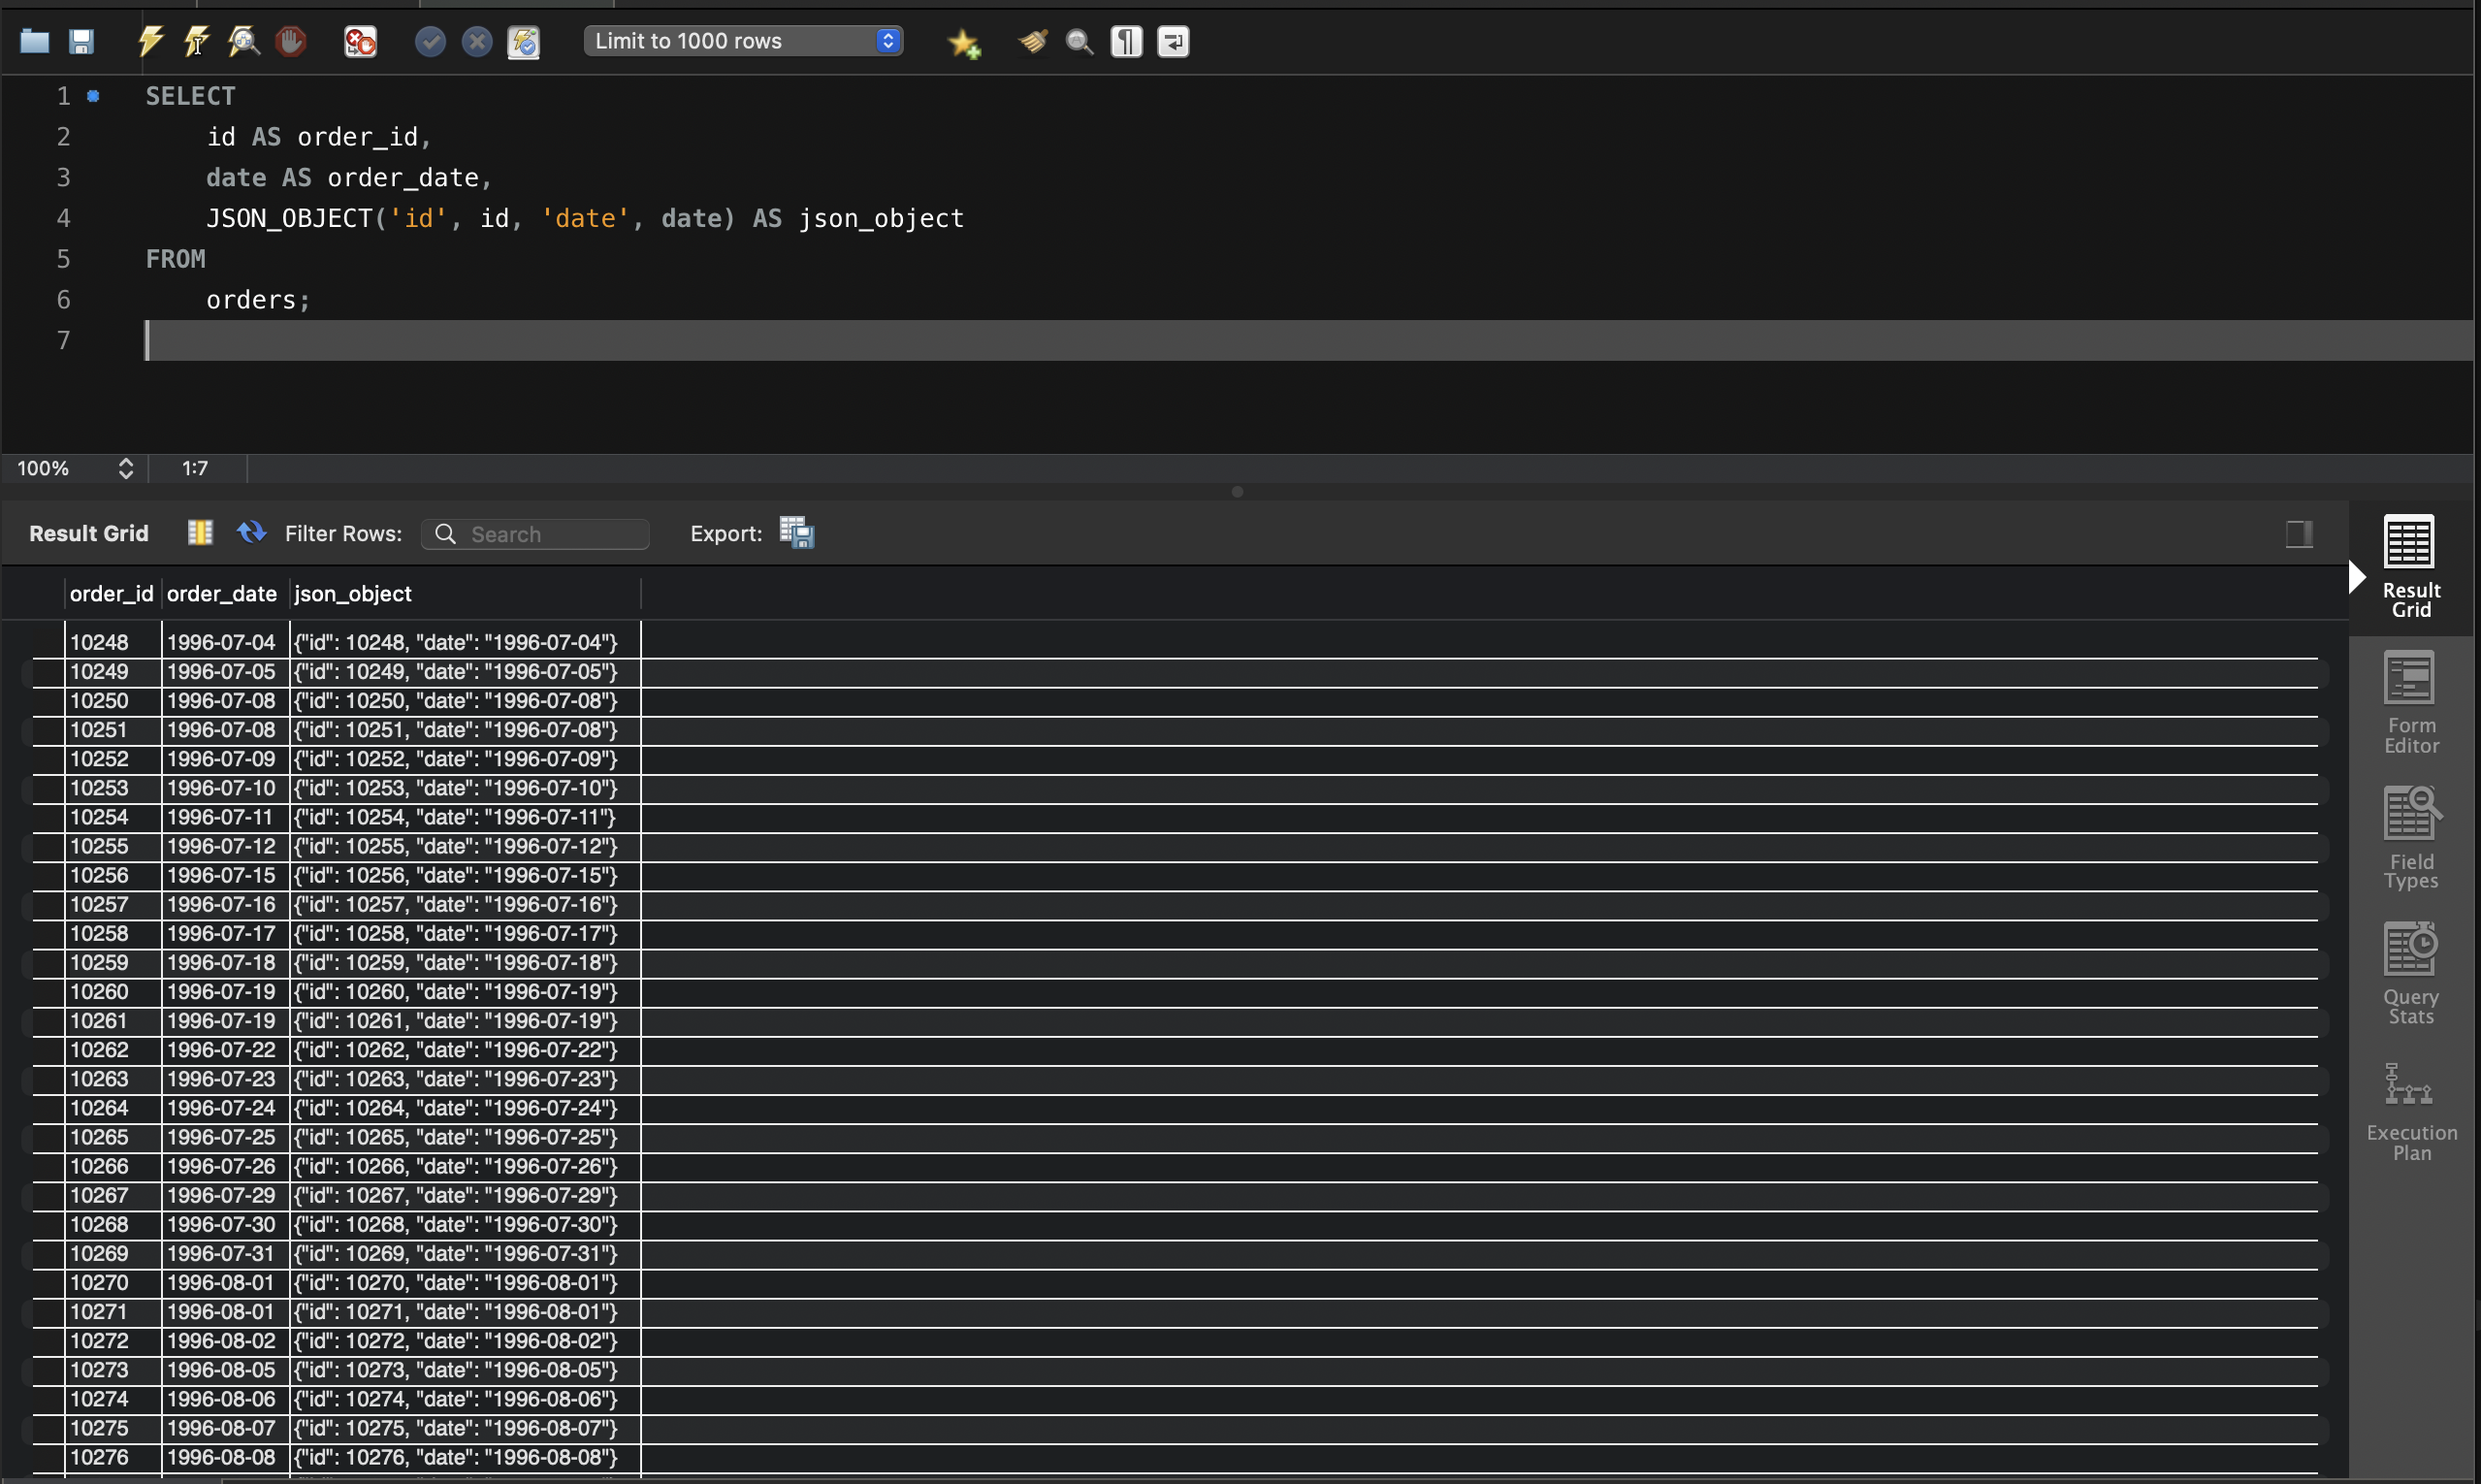 Limit to 1000 rows
1 SELECT
2 id AS order_id,
3 date AS order_date,
4 JSON_OBJECT('id', id, 'date', date) AS json_object
5 FROM
6 orders;
7
100% 1:7
Result Grid Filter Rows: Search Export:
order_id order_date json_object
10248 1996-07-04 {"id": 10248, "date": "1996-07-04"}
10249 1996-07-05 {"id": 10249, "date": "1996-07-05"}
10250 1996-07-08 {"id": 10250, "date": "1996-07-08"}
10251 1996-07-08 {"id": 10251, "date": "1996-07-08"}
10252 1996-07-09 {"id": 10252, "date": "1996-07-09"}
10253 1996-07-10 {"id": 10253, "date": "1996-07-10"}
10254 1996-07-11 {"id": 10254, "date": "1996-07-11"}
10255 1996-07-12 {"id": 10255, "date": "1996-07-12"}
10256 1996-07-15 {"id": 10256, "date": "1996-07-15"}
10257 1996-07-16 {"id": 10257, "date": "1996-07-16"}
10258 1996-07-17 {"id": 10258, "date": "1996-07-17"}
10259 1996-07-18 {"id": 10259, "date": "1996-07-18"}
10260 1996-07-19 {"id": 10260, "date": "1996-07-19"}
10261 1996-07-19 {"id": 10261, "date": "1996-07-19"}
10262 1996-07-22 {"id": 10262, "date": "1996-07-22"}
10263 1996-07-23 {"id": 10263, "date": "1996-07-23"}
10264 1996-07-24 {"id": 10264, "date": "1996-07-24"}
10265 1996-07-25 {"id": 10265, "date": "1996-07-25"}
10266 1996-07-26 {"id": 10266, "date": "1996-07-26"}
10267 1996-07-29 {"id": 10267, "date": "1996-07-29"}
10268 1996-07-30 {"id": 10268, "date": "1996-07-30"}
10269 1996-07-31 {"id": 10269, "date": "1996-07-31"}
10270 1996-08-01 {"id": 10270, "date": "1996-08-01"}
10271 1996-08-01 {"id": 10271, "date": "1996-08-01"}
10272 1996-08-02 {"id": 10272, "date": "1996-08-02"}
10273 1996-08-05 {"id": 10273, "date": "1996-08-05"}
10274 1996-08-06 {"id": 10274, "date": "1996-08-06"}
10275 1996-08-07 {"id": 10275, "date": "1996-08-07"}
10276 1996-08-08 {"id": 10276, "date": "1996-08-08"}
Result
Grid
Form
Editor
Field
Types
Query
Stats
Execution
Plan